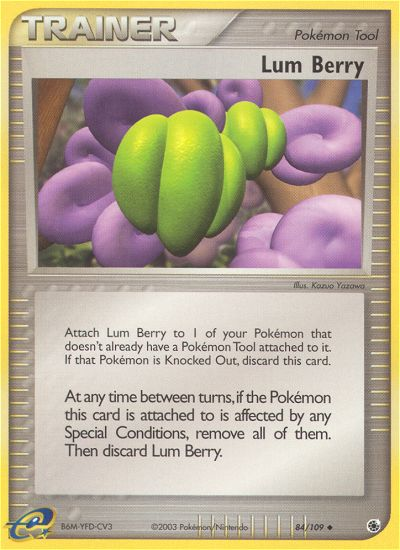 TRAINER
Pokémon Tool
Lum Berry
Illus. Kazuo Yazawa
Attach Lum Berry to 1 of your Pokémon that
doesn't already have a Pokémon Tool attached to it.
If that Pokémon is Knocked Out, discard this card.
At any time between turns, if the Pokémon
this card is attached to is affected by any
Special Conditions, remove all of them.
Then discard Lum Berry.
e
B6M-YFD-CV3 ©2003 Pokémon/Nintendo 84/109 ◆